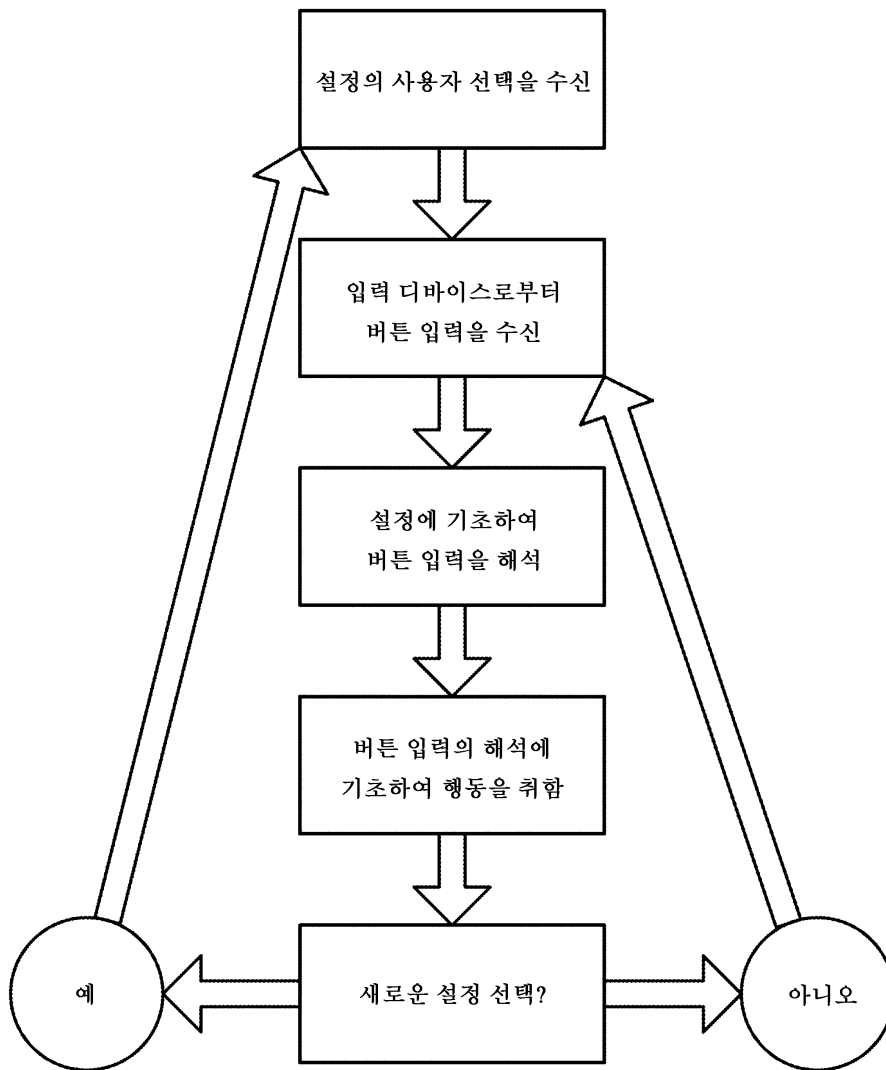 설정의 사용자 선택을 수신
입력 디바이스로부터
버튼 입력을 수신
설정에 기초하여
버튼 입력을 해석
버튼 입력의 해석에
기초하여 행동을 취함
예
새로운 설정 선택?
아니오